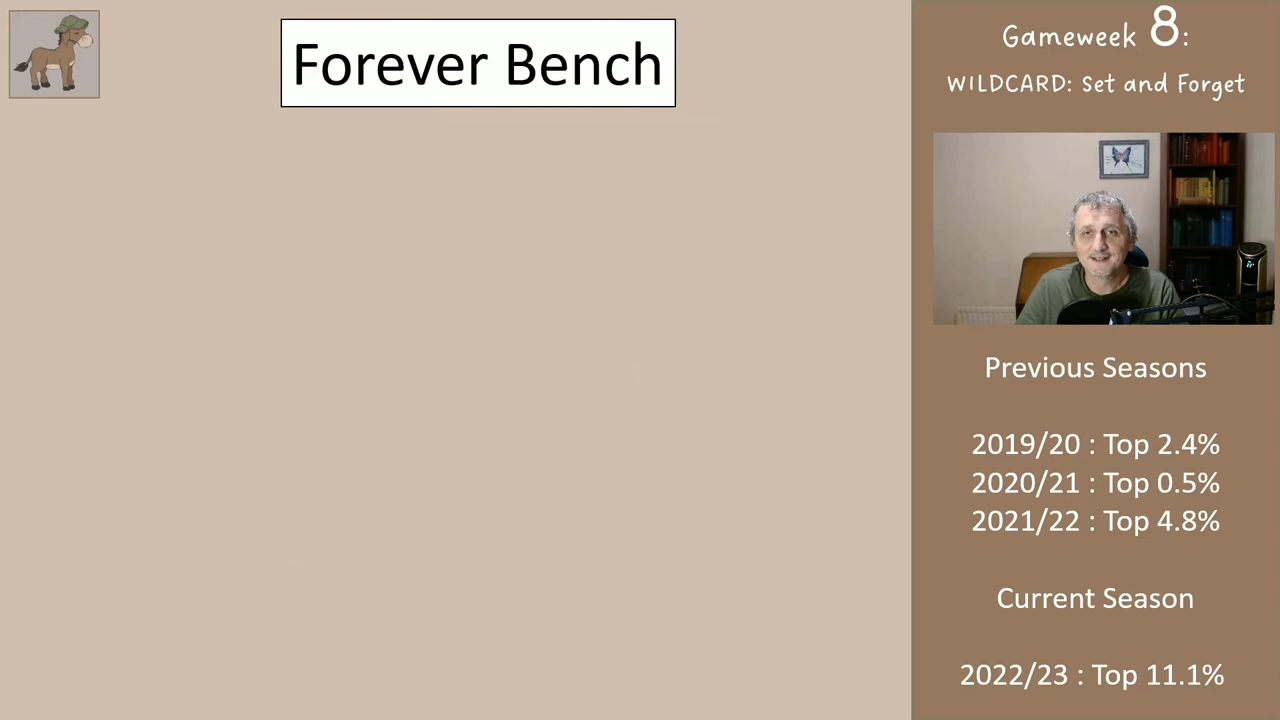 Forever Bench
Gameweek 8:
WILDCARD: Set and Forget
Previous Seasons
2019/20 : Top 2.4%
2020/21 : Top 0.5%
2021/22 : Top 4.8%
Current Season
2022/23 : Top 11.1%